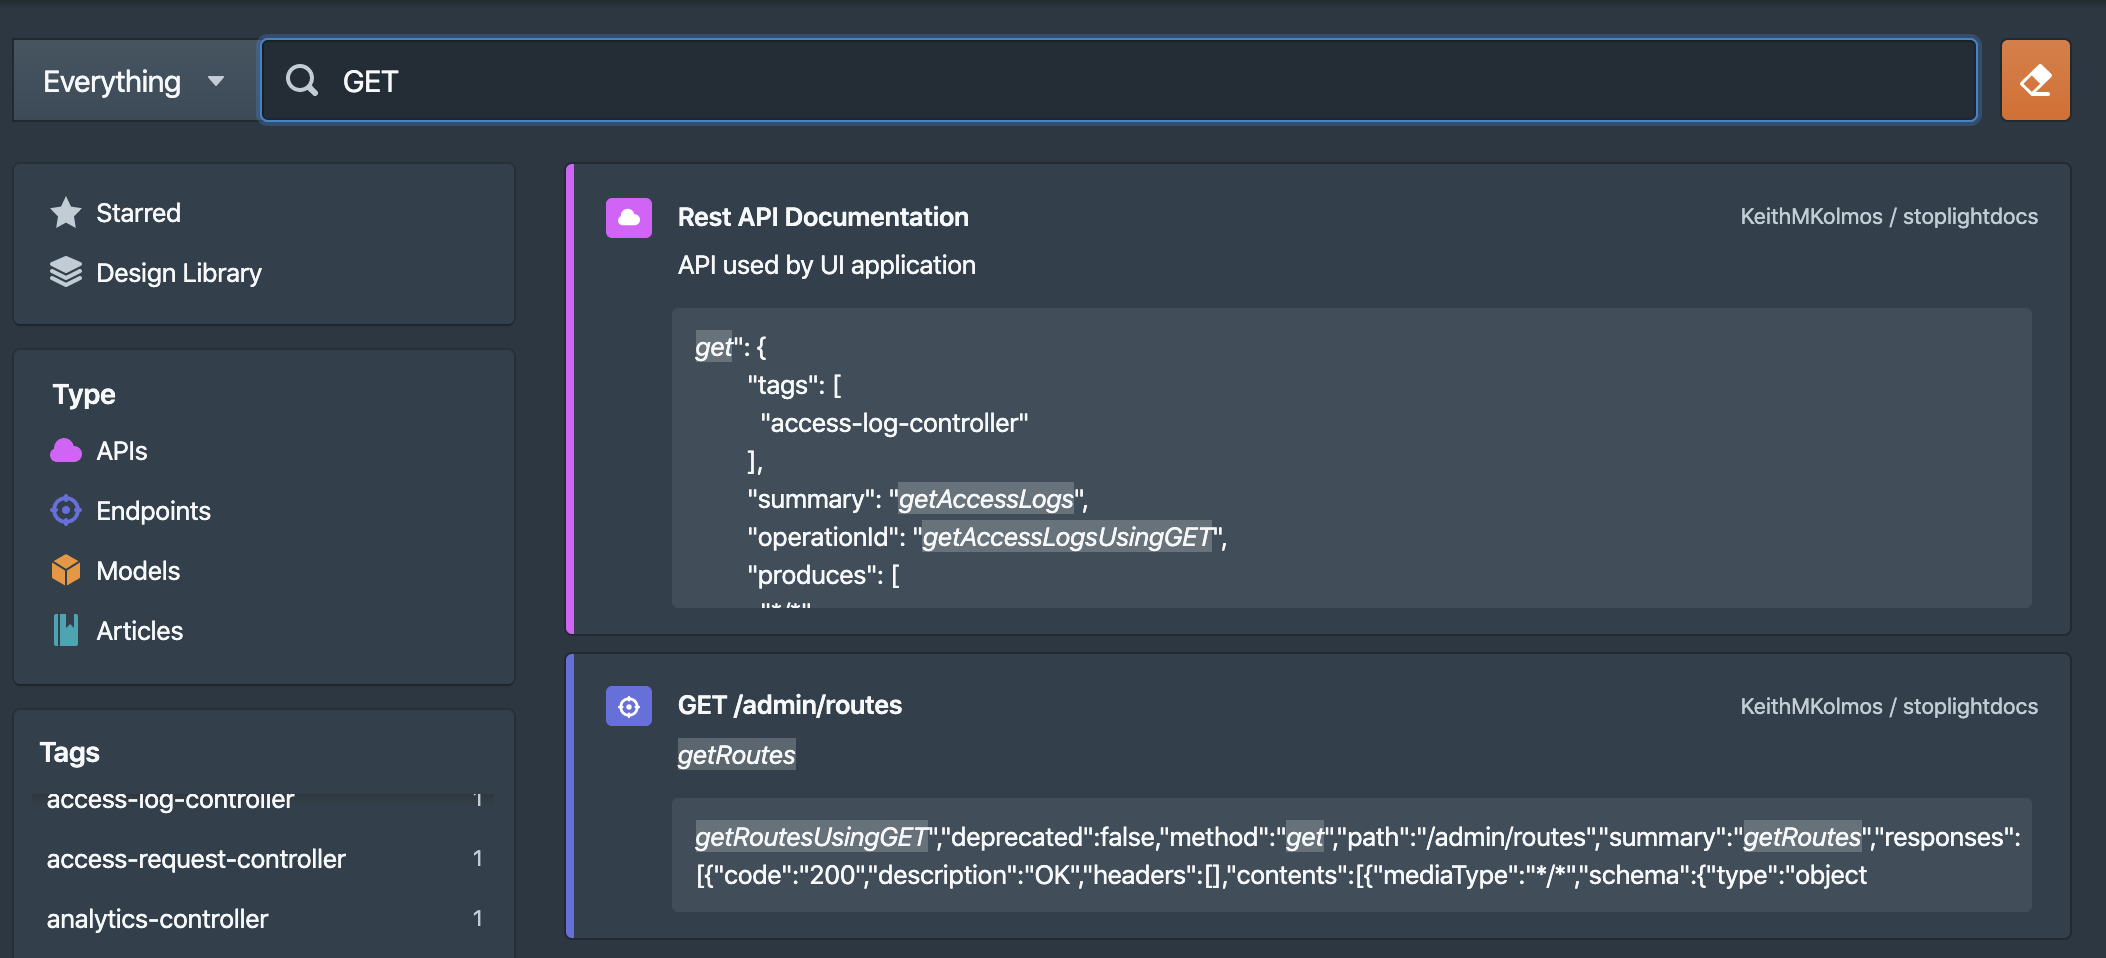 Everything
GET
Starred
Design Library
Type
APIs
Endpoints
Models
Articles
Tags
access-log-controller 1
access-request-controller 1
analytics-controller 1
Rest API Documentation
KeithMKolmos / stoplightdocs
API used by UI application
get": {
"tags": [
"access-log-controller"
],
"summary": "getAccessLogs",
"operationId": "getAccessLogsUsingGET",
"produces": [
"*/*"
GET /admin/routes
KeithMKolmos / stoplightdocs
getRoutes
getRoutesUsingGET","deprecated":false,"method":"get","path":"/admin/routes","summary":"getRoutes","responses":
[{"code":"200","description":"OK","headers":[],"contents":[{"mediaType":"*/*","schema":{"type":"object